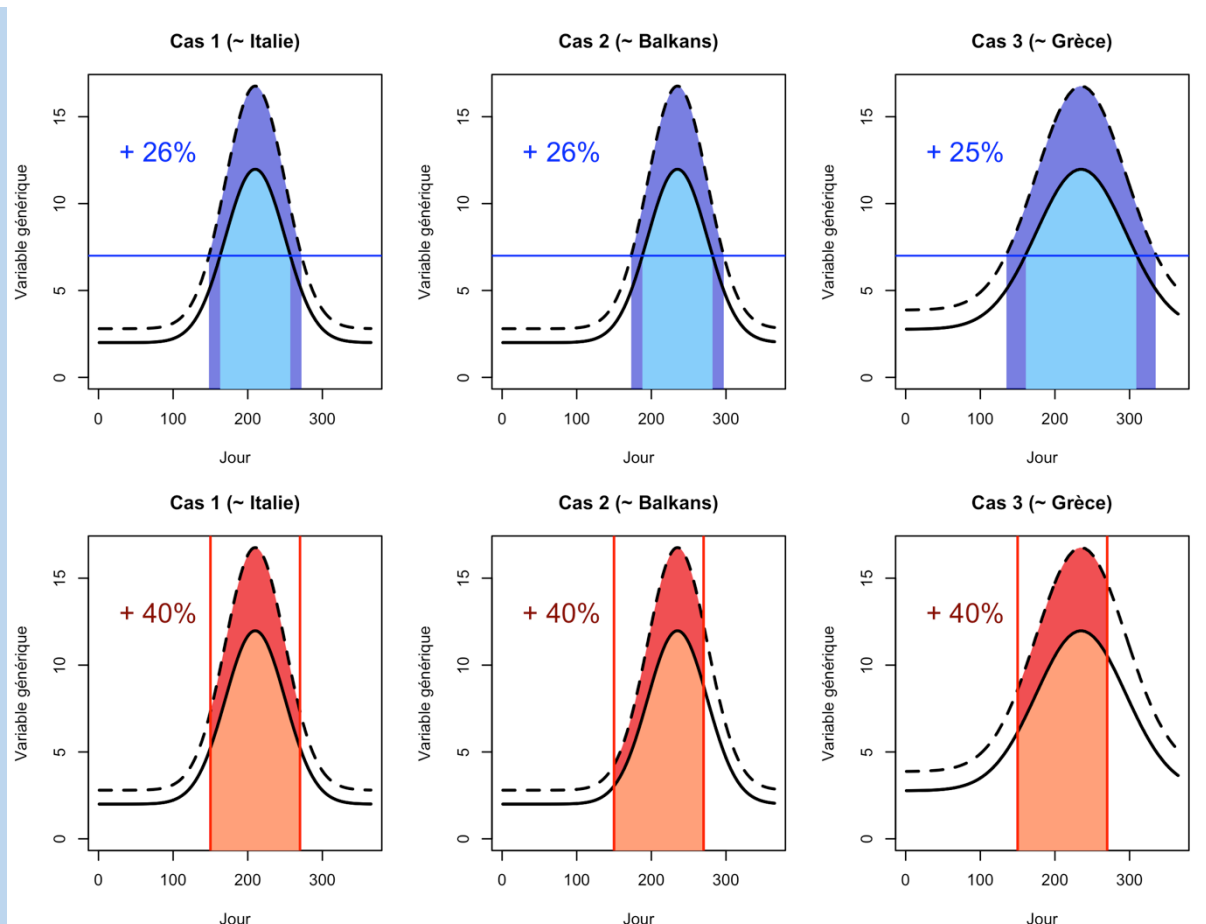 Cas 1 (~ Italie)
Cas 2 (~ Balkans)
Cas 3 (~ Grèce)
Variable générique
0 5 10 15
+ 26%
0 100 200 300
Jour
Variable générique
0 5 10 15
+ 26%
0 100 200 300
Jour
Variable générique
0 5 10 15
+ 25%
0 100 200 300
Jour
Cas 1 (~ Italie)
Cas 2 (~ Balkans)
Cas 3 (~ Grèce)
Variable générique
0 5 10 15
+ 40%
0 100 200 300
Jour
Variable générique
0 5 10 15
+ 40%
0 100 200 300
Jour
Variable générique
0 5 10 15
+ 40%
0 100 200 300
Jour